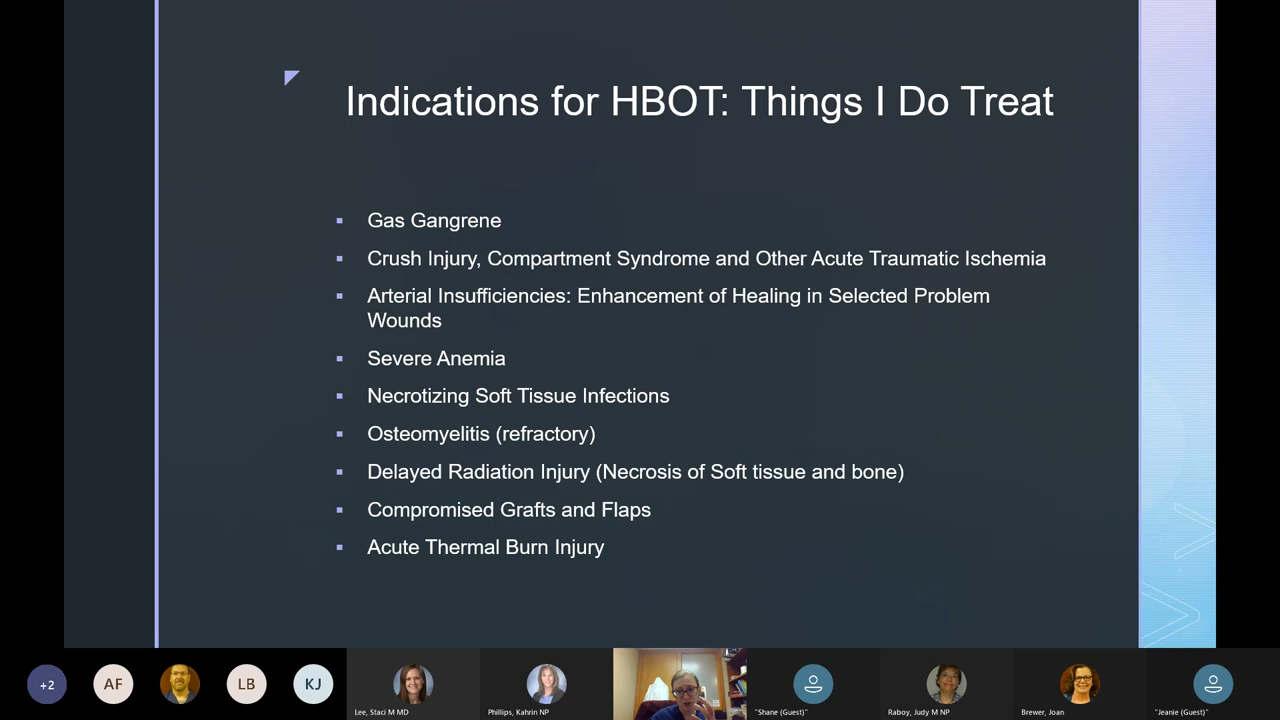 Indications for HBOT: Things I Do Treat
Gas Gangrene
Crush Injury, Compartment Syndrome and Other Acute Traumatic Ischemia
Arterial Insufficiencies: Enhancement of Healing in Selected Problem
Wounds
Severe Anemia
Necrotizing Soft Tissue Infections
Osteomyelitis (refractory)
Delayed Radiation Injury (Necrosis of Soft tissue and bone)
Compromised Grafts and Flaps
Acute Thermal Burn Injury
+2
AF
LB
KJ
Lee, Staci M MD
Phillips, Kahrin NP
"Shane (Guest)"
Raboy, Judy M NP
Brewer, Joan
"Jeanie (Guest)"